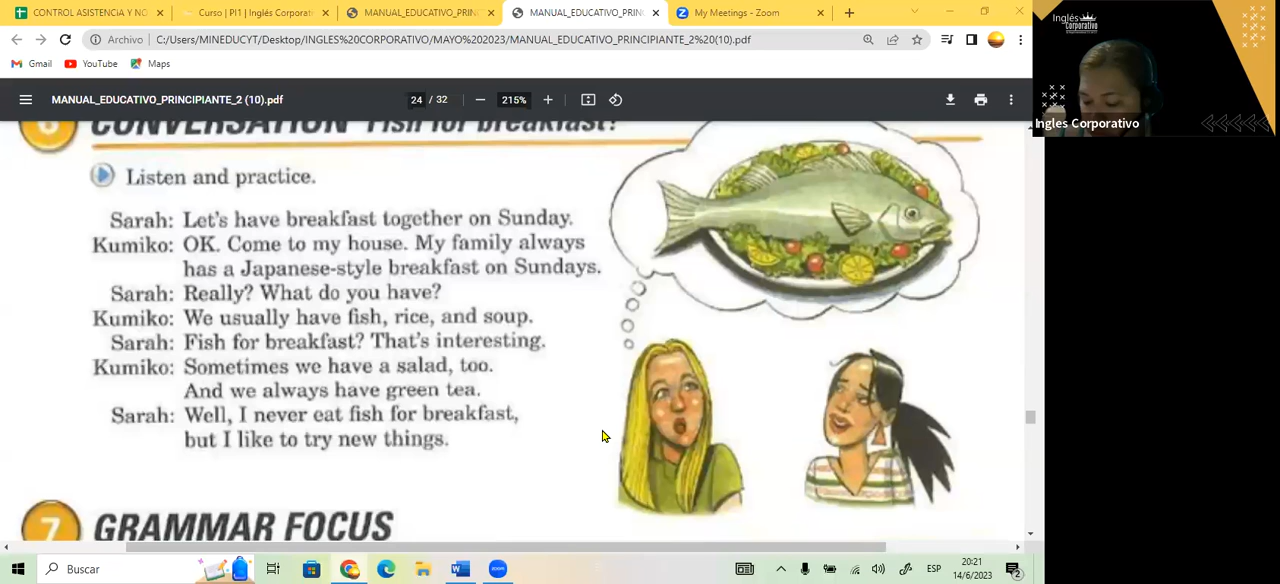 CONTROL ASISTENCIA Y NO
Curso | PI1 | Inglés Corporati
MANUAL_EDUCATIVO_PRIN
MANUAL_EDUCATIVO_PRIN
My Meetings - Zoom
Archivo
C:/Users/MINEDUCYT/Desktop/INGLES%20CORPORATIVO/MAYO%202023/MANUAL_EDUCATIVO_PRINCIPIANTE_2%20(10).pdf
Gmail
YouTube
Maps
MANUAL_EDUCATIVO_PRINCIPIANTE_2 (10).pdf
24 / 32
215%
6 CONVERSATION Fish for breakfast?
Listen and practice.
Sarah: Let's have breakfast together on Sunday.
Kumiko: OK. Come to my house. My family always
has a Japanese-style breakfast on Sundays.
Sarah: Really? What do you have?
Kumiko: We usually have fish, rice, and soup.
Sarah: Fish for breakfast? That's interesting.
Kumiko: Sometimes we have a salad, too.
And we always have green tea.
Sarah: Well, I never eat fish for breakfast,
but I like to try new things.
7 GRAMMAR FOCUS
Inglés
Corporativo
Ingles Corporativo
Buscar
ESP
20:21
14/6/2023
2